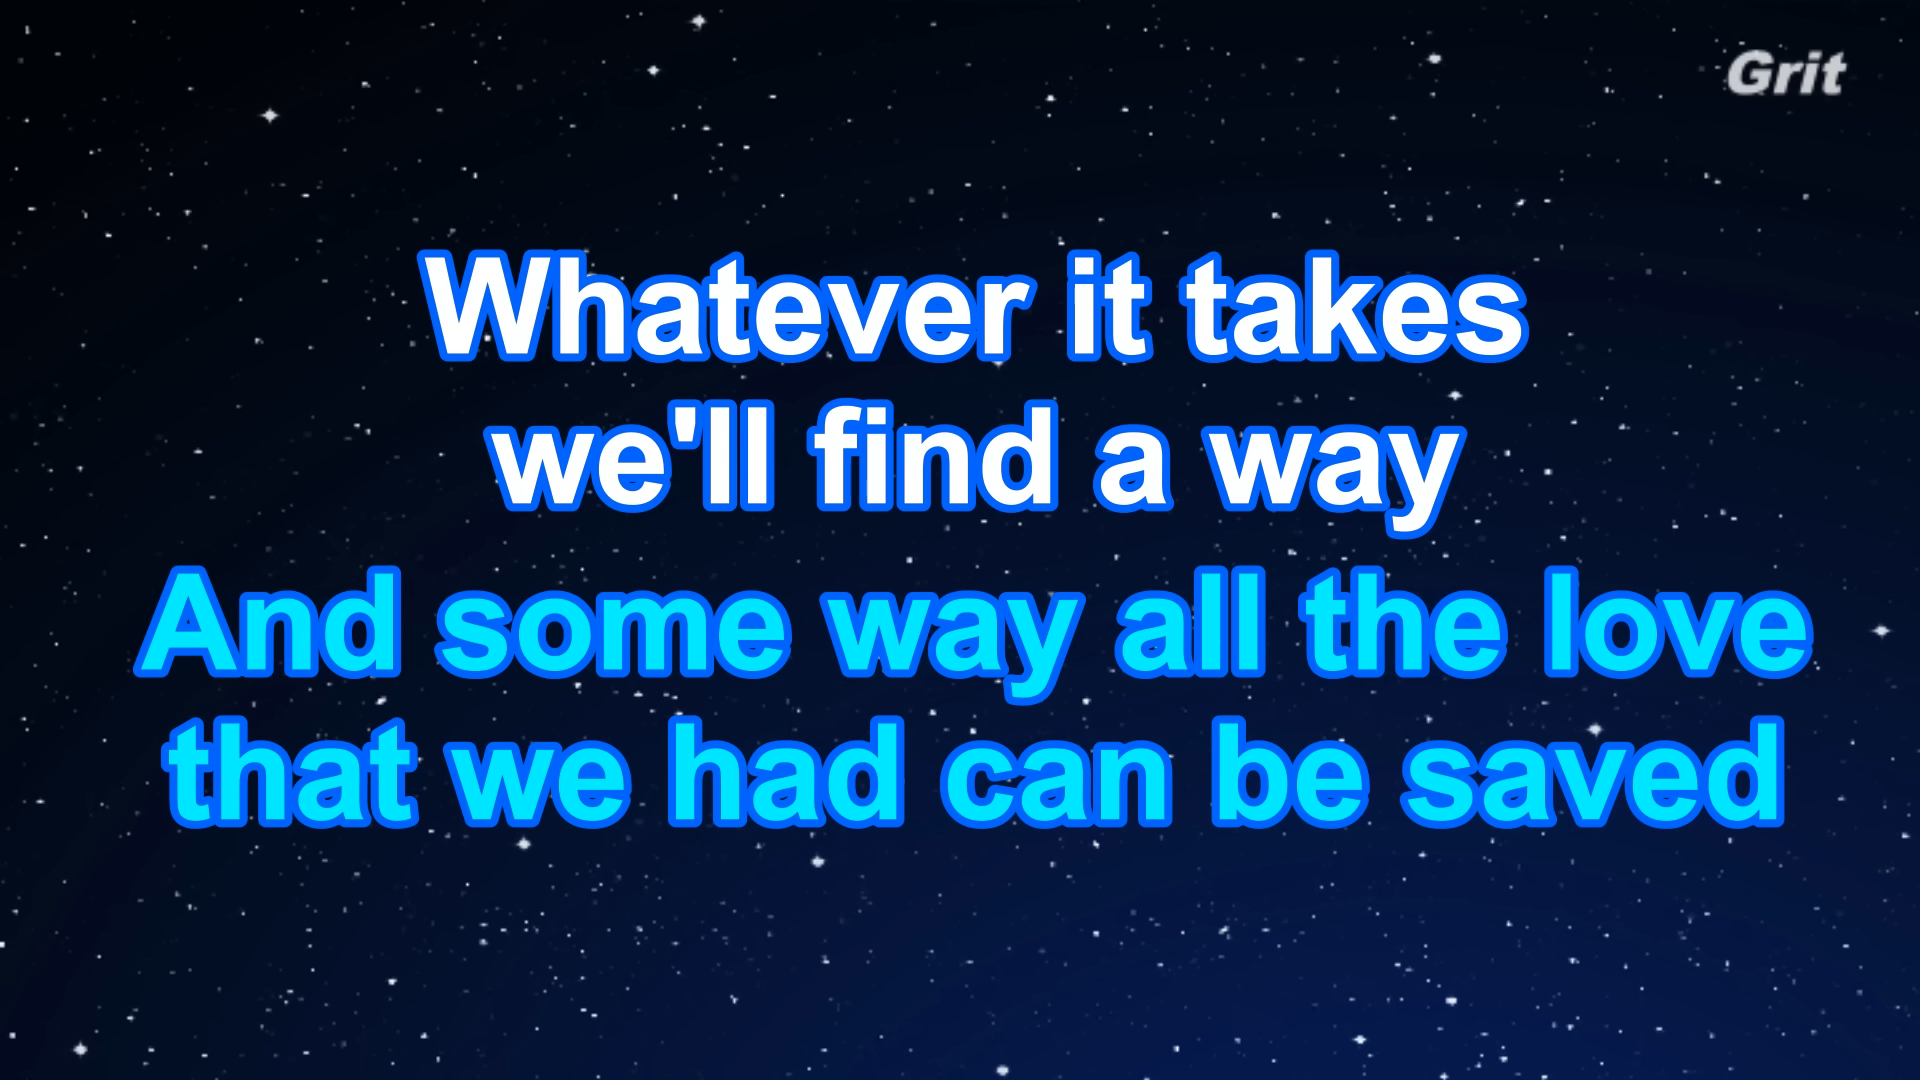 Grit
Whatever it takes
we'll find a way
And some way all the love
that we had can be saved